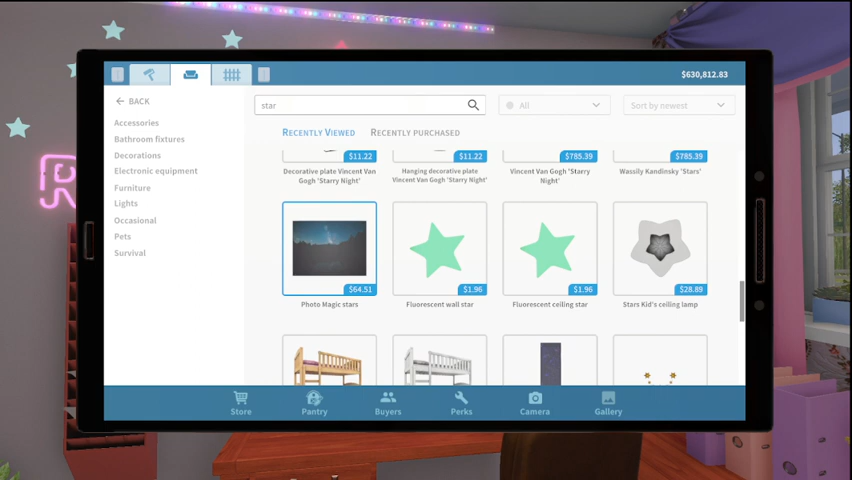 $630,812.83
BACK
star
All
Sort by newest
Accessories
Bathroom fixtures
Decorations
Electronic equipment
Furniture
Lights
Occasional
Pets
Survival
RECENTLY VIEWED
RECENTLY PURCHASED
$11.22
$11.22
$785.39
$785.39
Decorative plate Vincent Van
Gogh 'Starry Night'
Hanging decorative plate
Vincent Van Gogh 'Starry Night'
Vincent Van Gogh 'Starry
Night'
Wassily Kandinsky 'Stars'
$64.51
$1.96
$1.96
$28.89
Photo Magic stars
Fluorescent wall star
Fluorescent ceiling star
Stars Kid's ceiling lamp
Store
Pantry
Buyers
Perks
Camera
Gallery
R